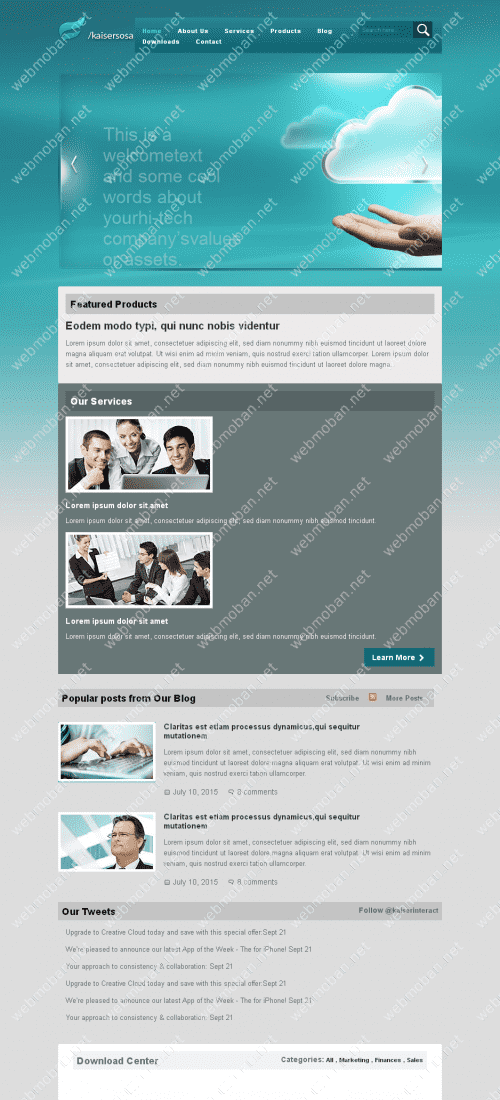 /kaisersosa
Home About Us Services Products Blog
Downloads Contact
Search here...
This is a
welcometext
and some cool
words about
yourhi-tech
company'svalues
orassets.
Featured Products
Eodem modo typi, qui nunc nobis videntur
Lorem ipsum dolor sit amet, consectetuer adipiscing elit, sed diam nonummy nibh euismod tincidunt ut laoreet dolore
magna aliquam erat volutpat. Ut wisi enim ad minim veniam, quis nostrud exerci tation ullamcorper. Lorem ipsum dolor
sit amet, consectetuer adipiscing elit, sed diam nonummy nibh euismod tincidunt ut laoreet dolore magna.
Our Services
Lorem ipsum dolor sit amet
Lorem ipsum dolor sit amet, consectetuer adipiscing elit, sed diam nonummy nibh euismod tincidunt
Lorem ipsum dolor sit amet
Lorem ipsum dolor sit amet, consectetuer adipiscing elit, sed diam nonummy nibh euismod tincidunt
Learn More
Popular posts from Our Blog
Subscribe More Posts
Claritas est etiam processus dynamicus,qui sequitur
mutationem
Lorem ipsum dolor sit amet, consectetuer adipiscing elit, sed diam nonummy nibh
euismod tincidunt ut laoreet dolore magna aliquam erat volutpat. Ut wisi enim ad minim
veniam, quis nostrud exerci tation ullamcorper.
July 10, 2015 8 comments
Claritas est etiam processus dynamicus,qui sequitur
mutationem
Lorem ipsum dolor sit amet, consectetuer adipiscing elit, sed diam nonummy nibh
euismod tincidunt ut laoreet dolore magna aliquam erat volutpat. Ut wisi enim ad minim
veniam, quis nostrud exerci tation ullamcorper.
July 10, 2015 8 comments
Our Tweets
Follow @kaiserinteract
Upgrade to Creative Cloud today and save with this special offer.Sept 21
We're pleased to announce our latest App of the Week - The for iPhone! Sept 21
Your approach to consistency & collaboration. Sept 21
Upgrade to Creative Cloud today and save with this special offer.Sept 21
We're pleased to announce our latest App of the Week - The for iPhone! Sept 21
Your approach to consistency & collaboration. Sept 21
Download Center
Categories: All , Marketing , Finances , Sales
webmoban.net